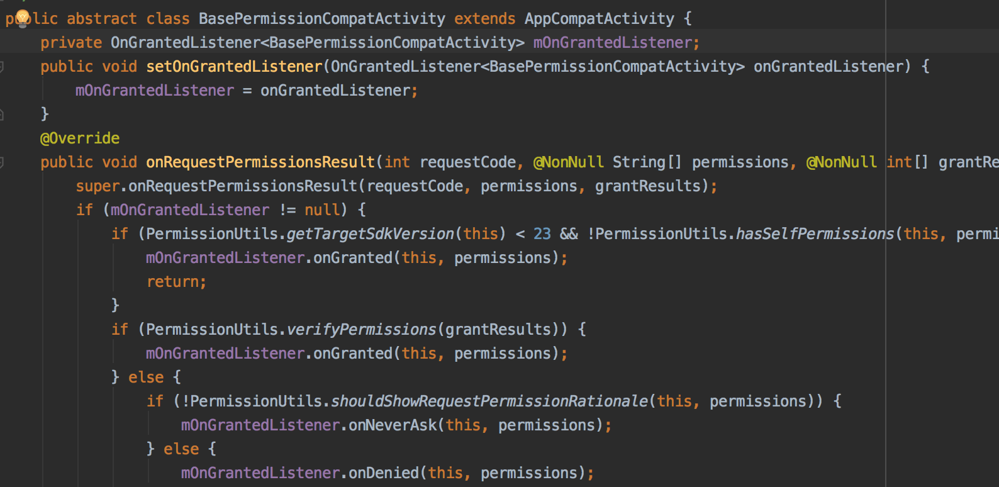 public abstract class BasePermissionCompatActivity extends AppCompatActivity {
private OnGrantedListener<BasePermissionCompatActivity> mOnGrantedListener;
public void setOnGrantedListener(OnGrantedListener<BasePermissionCompatActivity> onGrantedListener) {
mOnGrantedListener = onGrantedListener;
}
@Override
public void onRequestPermissionsResult(int requestCode, @NonNull String[] permissions, @NonNull int[] grantRe
super.onRequestPermissionsResult(requestCode, permissions, grantResults);
if (mOnGrantedListener != null) {
if (PermissionUtils.getTargetSdkVersion(this) < 23 && !PermissionUtils.hasSelfPermissions(this, permi
mOnGrantedListener.onGranted(this, permissions);
return;
}
if (PermissionUtils.verifyPermissions(grantResults)) {
mOnGrantedListener.onGranted(this, permissions);
} else {
if (!PermissionUtils.shouldShowRequestPermissionRationale(this, permissions)) {
mOnGrantedListener.onNeverAsk(this, permissions);
} else {
mOnGrantedListener.onDenied(this, permissions);